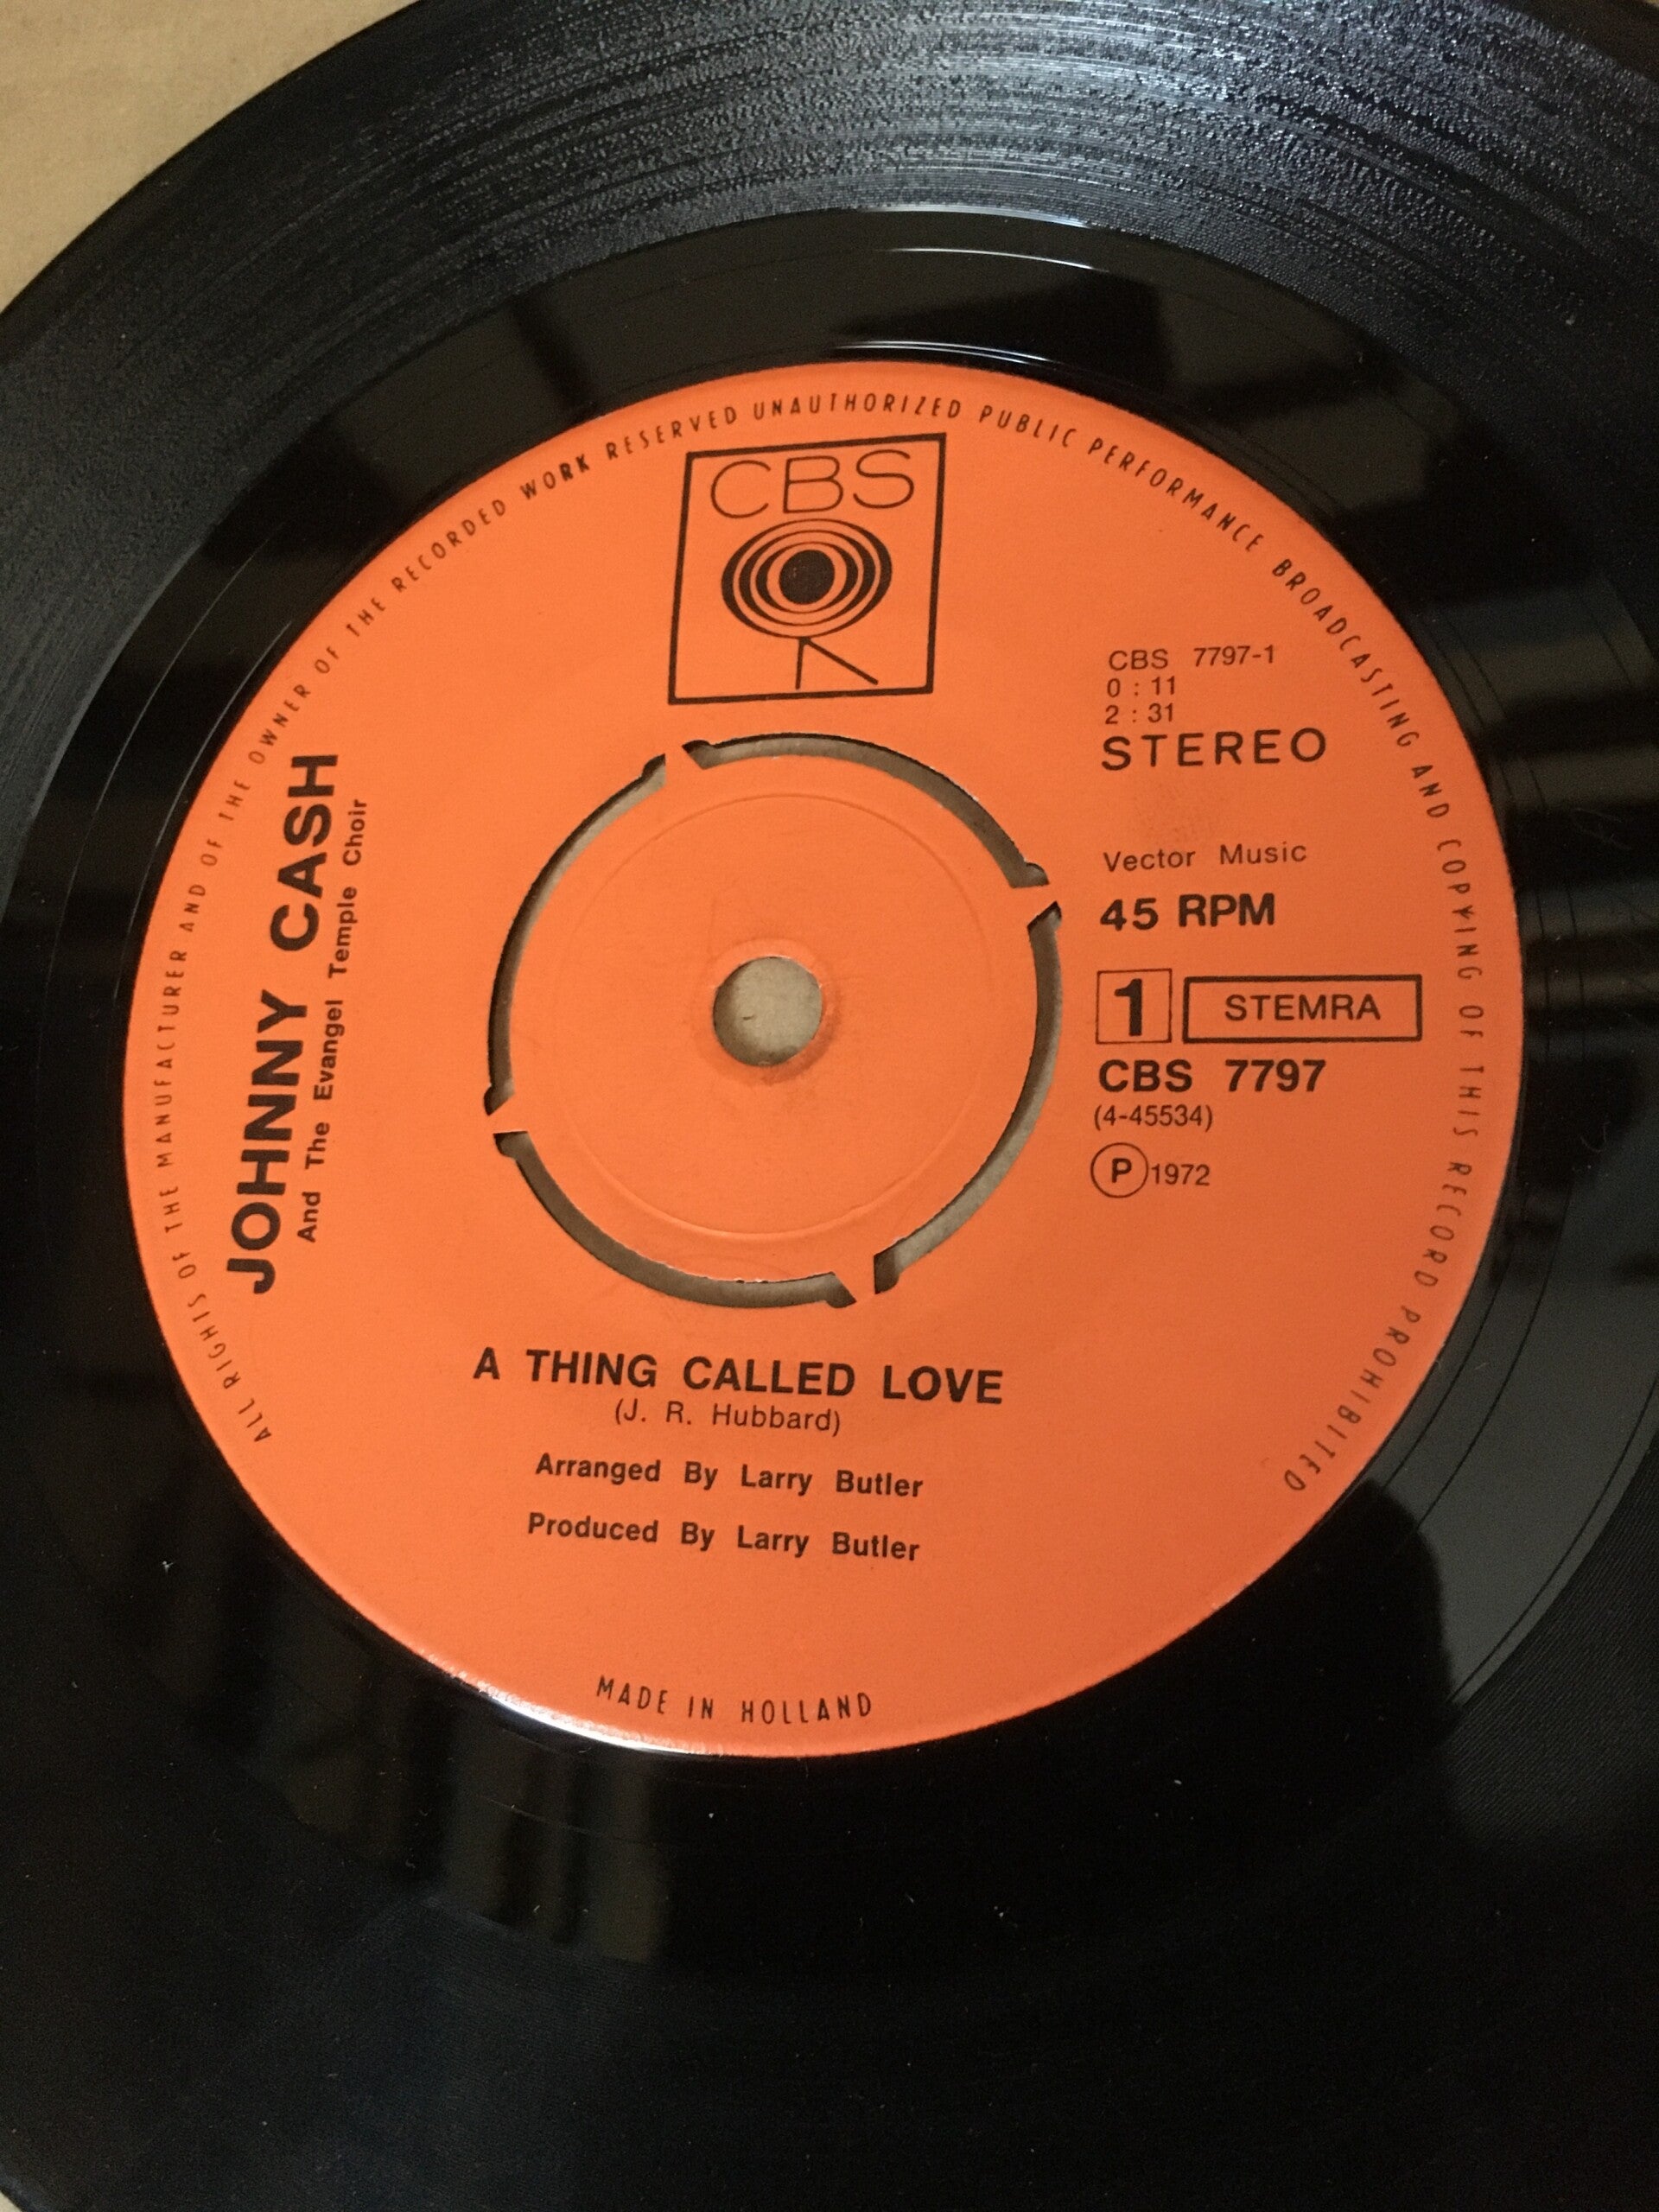 ALL RIGHTS OF THE MANUFACTURER AND OF THE OWNER OF THE RECORDED WORK RESERVED UNAUTHORIZED PUBLIC PERFORMANCE BROADCASTING AND COPYING OF THIS RECORD PROHIBITED
CBS
CBS 7797-1
0 : 11
2 : 31
STEREO
Vector Music
45 RPM
1 STEMRA
CBS 7797
(4-45534)
P 1972
JOHNNY CASH
And The Evangel Temple Choir
A THING CALLED LOVE
(J. R. Hubbard)
Arranged By Larry Butler
Produced By Larry Butler
MADE IN HOLLAND